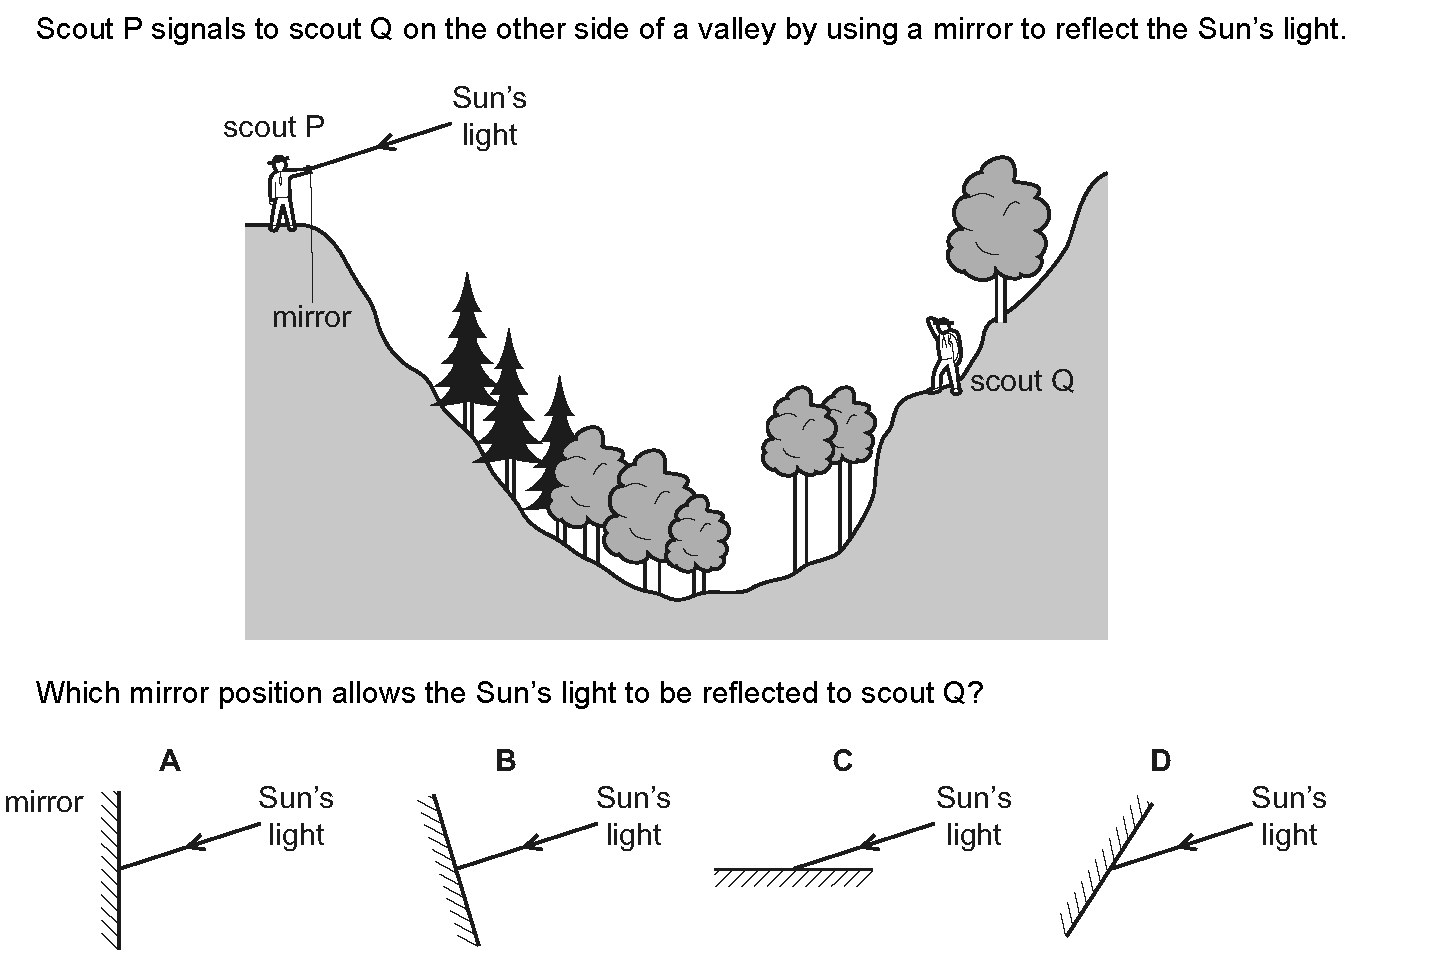 Scout P signals to scout Q on the other side of a valley by using a mirror to reflect the Sun’s light.
Sun’s
light
scout P
mirror
scout Q
Which mirror position allows the Sun’s light to be reflected to scout Q?
A
B
C
D
mirror
Sun’s
light
Sun’s
light
Sun’s
light
Sun’s
light